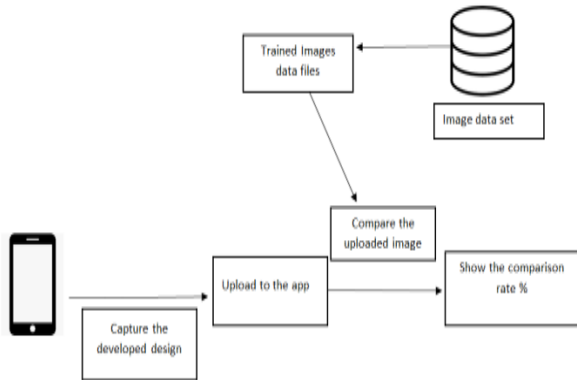 Trained Images
data files
Image data set
Compare the
uploaded image
Upload to the app
Show the comparison
rate %
Capture the
developed design